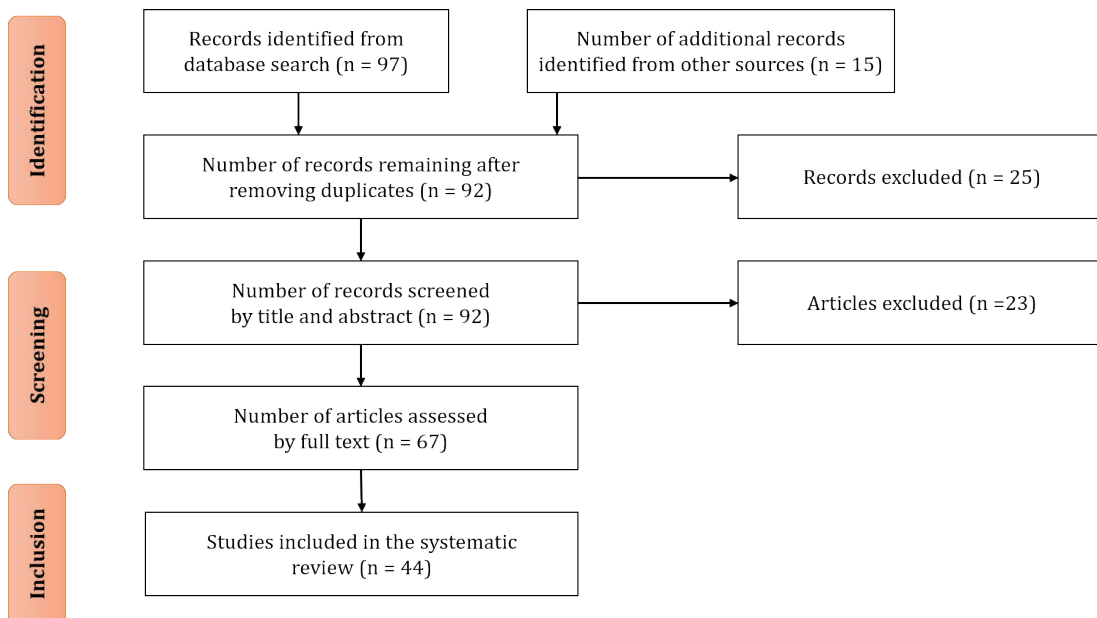 Identification
Records identified from
database search (n = 97)
Number of additional records
identified from other sources (n = 15)
Number of records remaining after
removing duplicates (n = 92)
Records excluded (n = 25)
Screening
Number of records screened
by title and abstract (n = 92)
Articles excluded (n =23)
Number of articles assessed
by full text (n = 67)
Inclusion
Studies included in the systematic
review (n = 44)